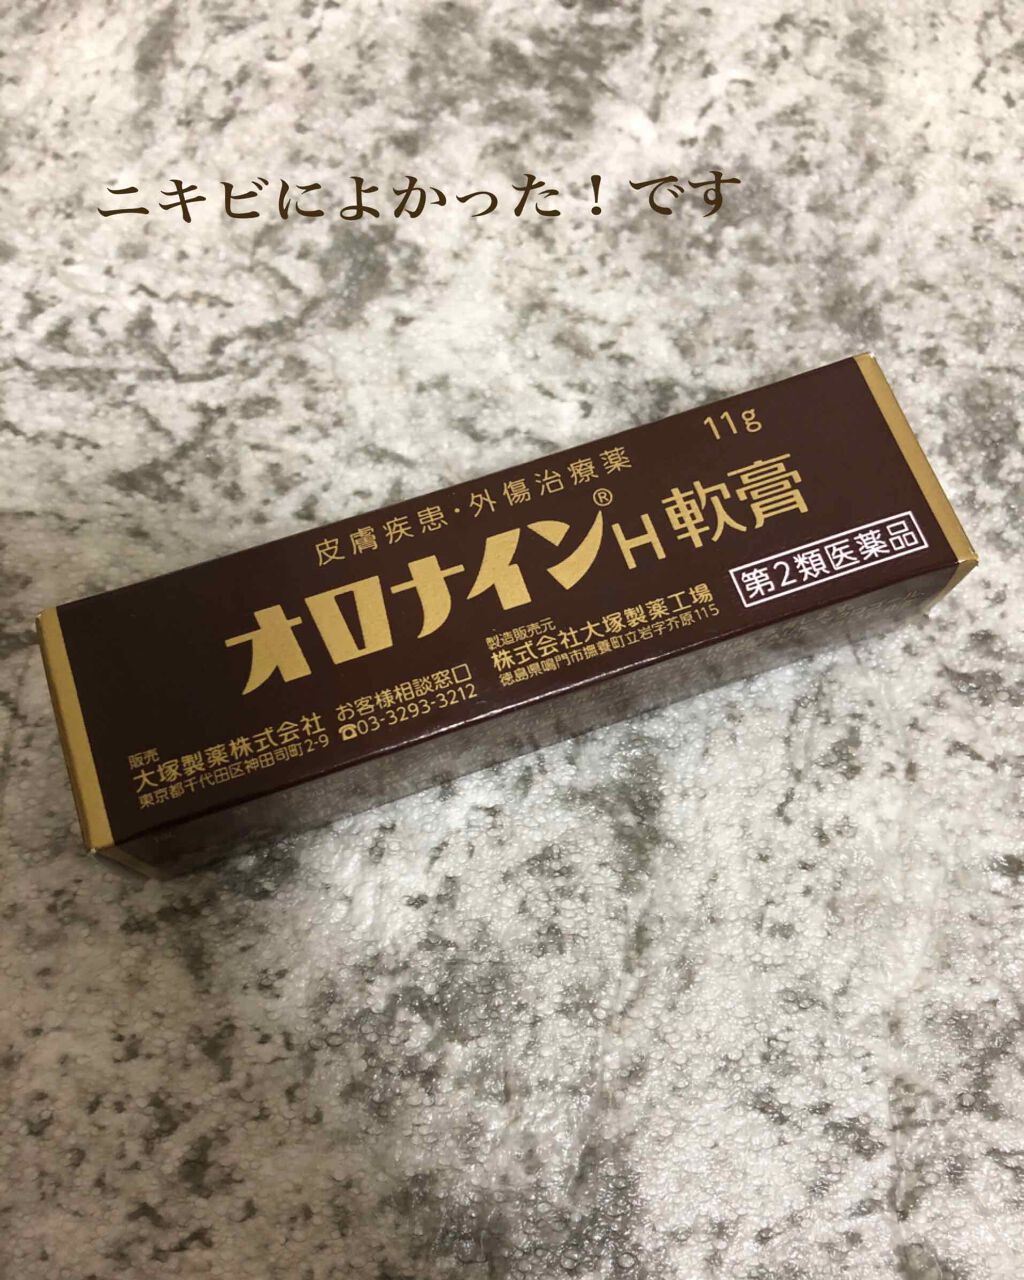 ニキビによかった！です
11g
皮膚疾患・外傷治療薬
オロナイン®H軟膏
第2類医薬品
製造販売元
株式会社大塚製薬工場
徳島県鳴門市撫養町立岩字芥原115
販売
大塚製薬株式会社
東京都千代田区神田司町2-9
お客様相談窓口
☎03-3293-3212